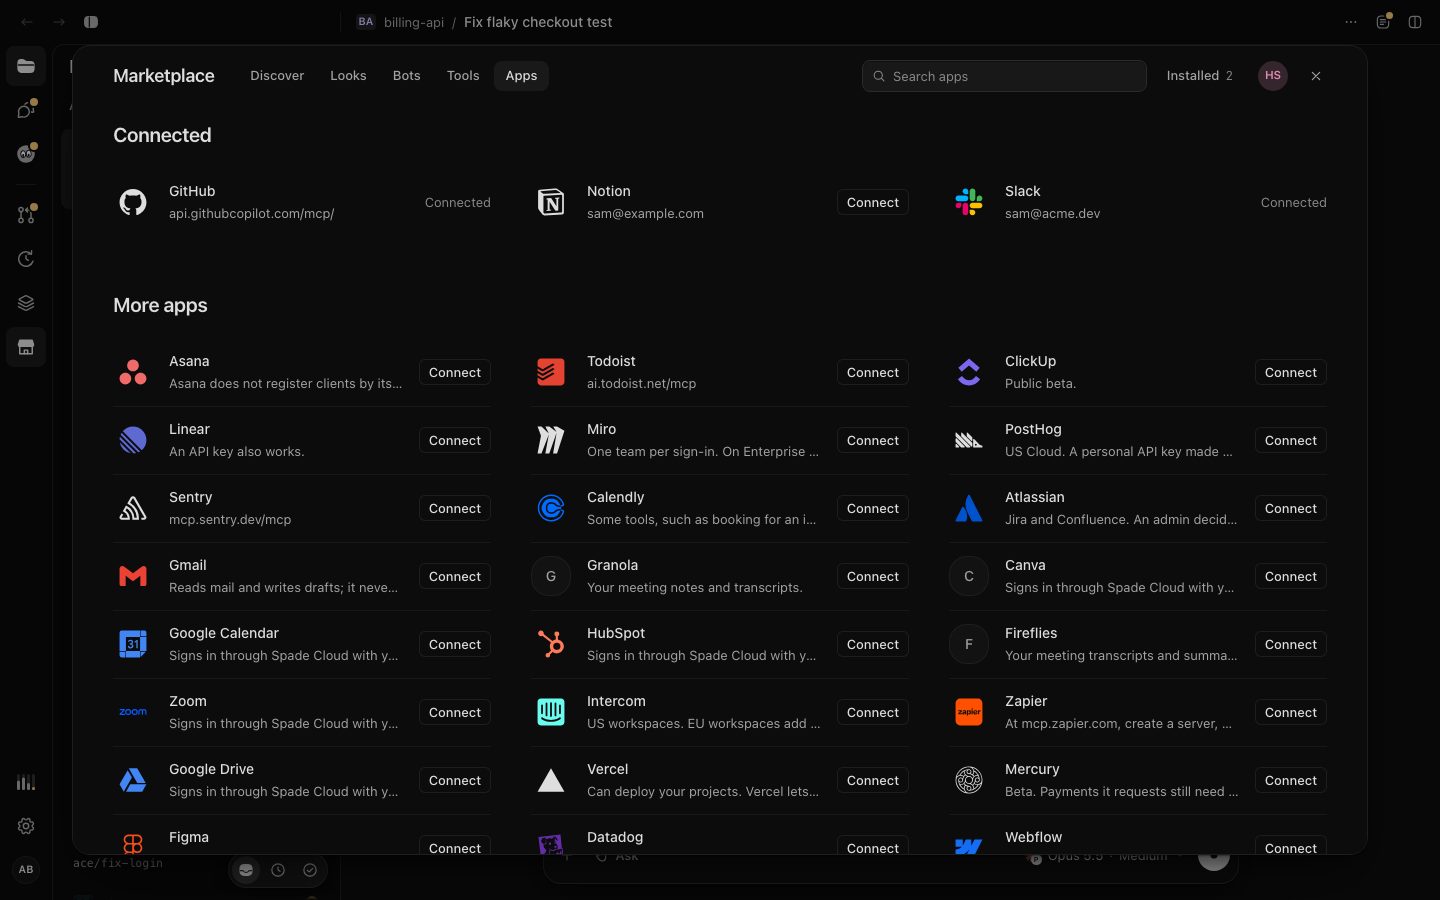 BA billing-api / Fix flaky checkout test
Marketplace Discover Looks Bots Tools Apps Search apps Installed 2 HS
Connected
GitHub
api.githubcopilot.com/mcp/
Connected
Notion
sam@example.com
Connect
Slack
sam@acme.dev
Connected
More apps
Asana
Asana does not register clients by its...
Connect
Todoist
ai.todoist.net/mcp
Connect
ClickUp
Public beta.
Connect
Linear
An API key also works.
Connect
Miro
One team per sign-in. On Enterprise ...
Connect
PostHog
US Cloud. A personal API key made ...
Connect
Sentry
mcp.sentry.dev/mcp
Connect
Calendly
Some tools, such as booking for an i...
Connect
Atlassian
Jira and Confluence. An admin decid...
Connect
Gmail
Reads mail and writes drafts; it neve...
Connect
G
Granola
Your meeting notes and transcripts.
Connect
C
Canva
Signs in through Spade Cloud with y...
Connect
31
Google Calendar
Signs in through Spade Cloud with y...
Connect
HubSpot
Signs in through Spade Cloud with y...
Connect
F
Fireflies
Your meeting transcripts and summa...
Connect
zoom
Zoom
Signs in through Spade Cloud with y...
Connect
Intercom
US workspaces. EU workspaces add ...
Connect
zapier
Zapier
At mcp.zapier.com, create a server, ...
Connect
Google Drive
Signs in through Spade Cloud with y...
Connect
Vercel
Can deploy your projects. Vercel lets...
Connect
Mercury
Beta. Payments it requests still need ...
Connect
Figma
Connect
Datadog
Connect
Webflow
Connect
ace/fix-login
Ask
Opus 5.5 · Medium
AB